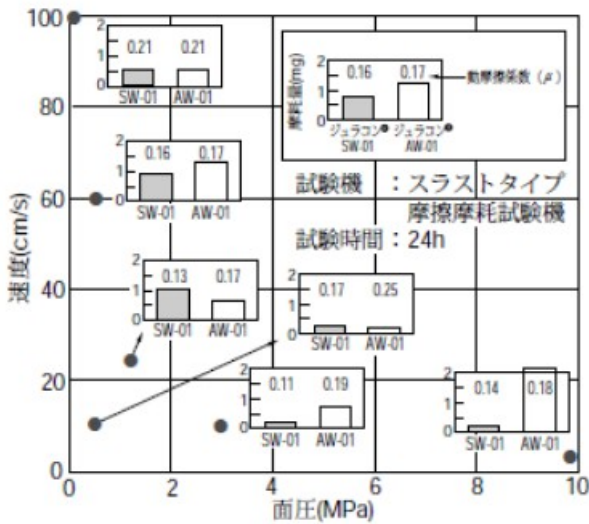 100
80
60
40
20
0
速度(cm/s)
0
2
4
6
8
10
面圧(MPa)
2
1
0
0.21
0.21
SW-01
AW-01
2
1
0
0.16
0.17
SW-01
AW-01
2
1
0
0.13
0.17
SW-01
AW-01
2
1
0
0.17
0.25
SW-01
AW-01
2
1
0
0.11
0.19
SW-01
AW-01
2
1
0
0.14
0.18
SW-01
AW-01
摩耗量(mg)
2
1
0
0.16
0.17
動摩擦係数(μ)
ジュラコン
SW-01
ジュラコン
AW-01
試験機 :スラストタイプ
摩擦摩耗試験機
試験時間:24h